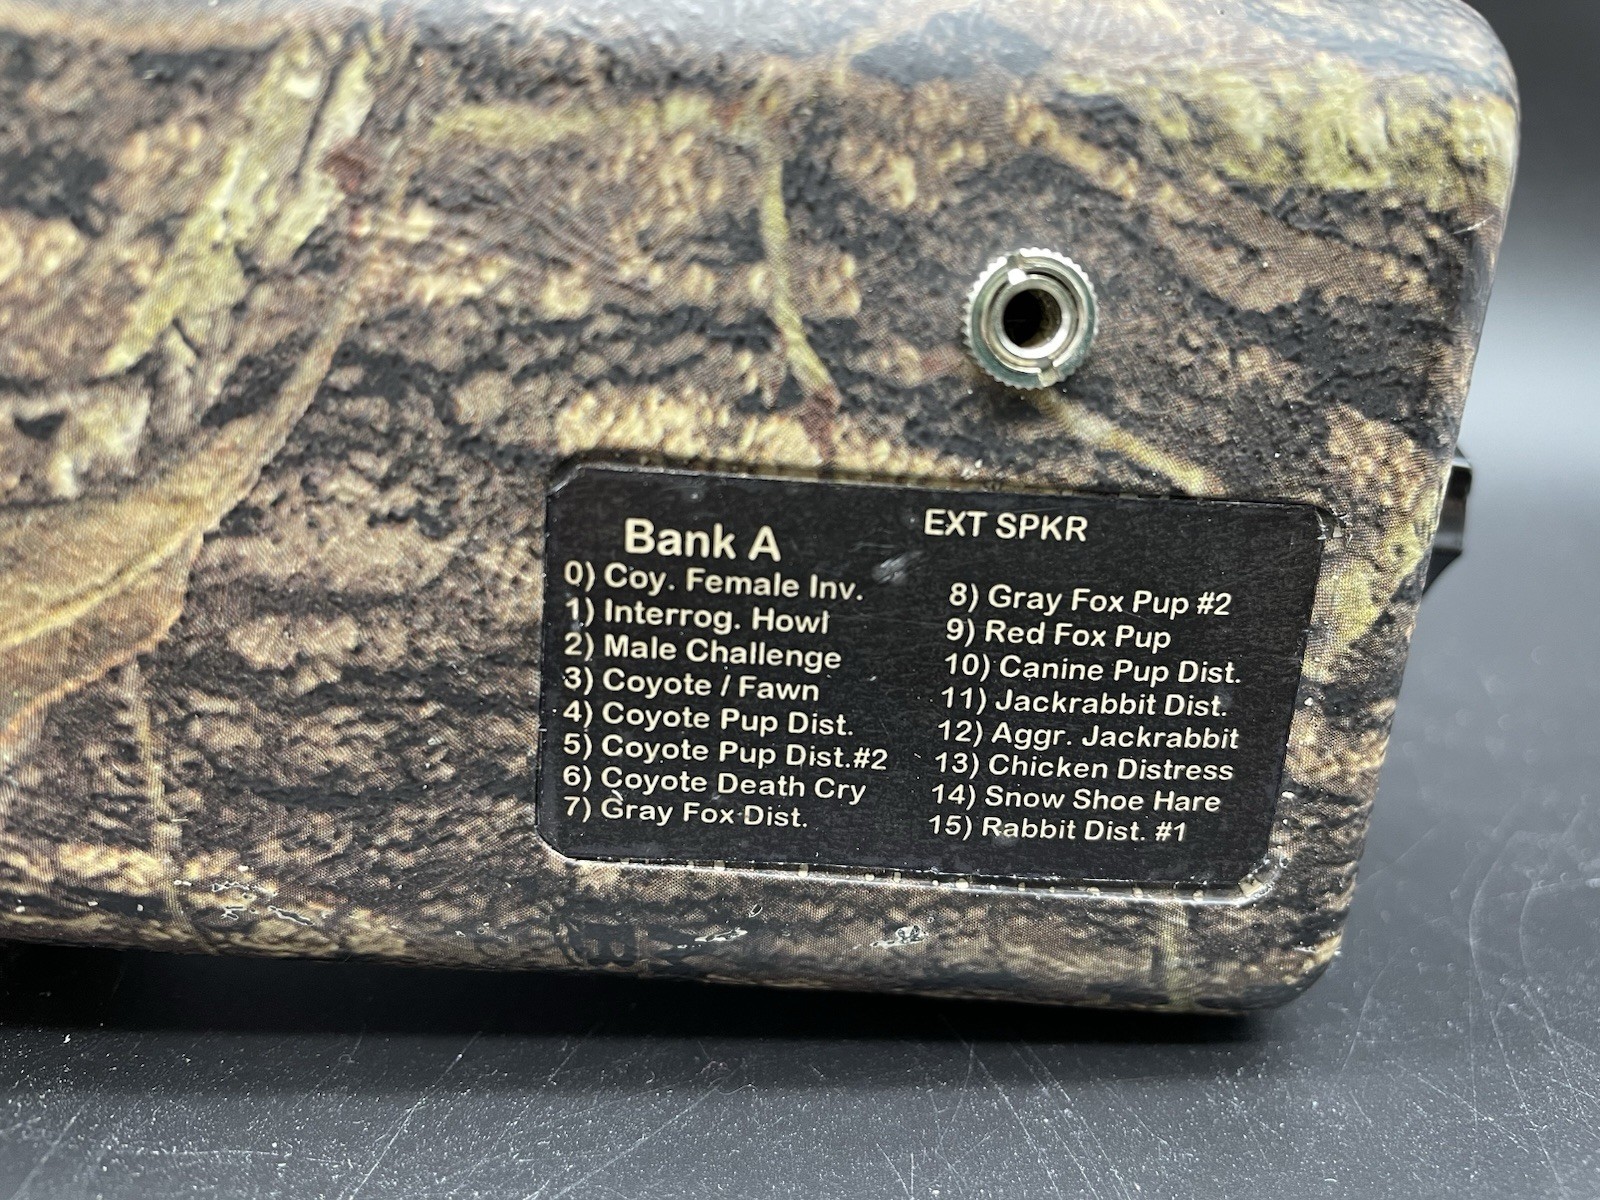 Bank A
0) Coy. Female Inv.
1) Interrog. Howl
2) Male Challenge
3) Coyote / Fawn
4) Coyote Pup Dist.
5) Coyote Pup Dist.#2
6) Coyote Death Cry
7) Gray Fox Dist.
EXT SPKR
8) Gray Fox Pup #2
9) Red Fox Pup
10) Canine Pup Dist.
11) Jackrabbit Dist.
12) Aggr. Jackrabbit
13) Chicken Distress
14) Snow Shoe Hare
15) Rabbit Dist. #1